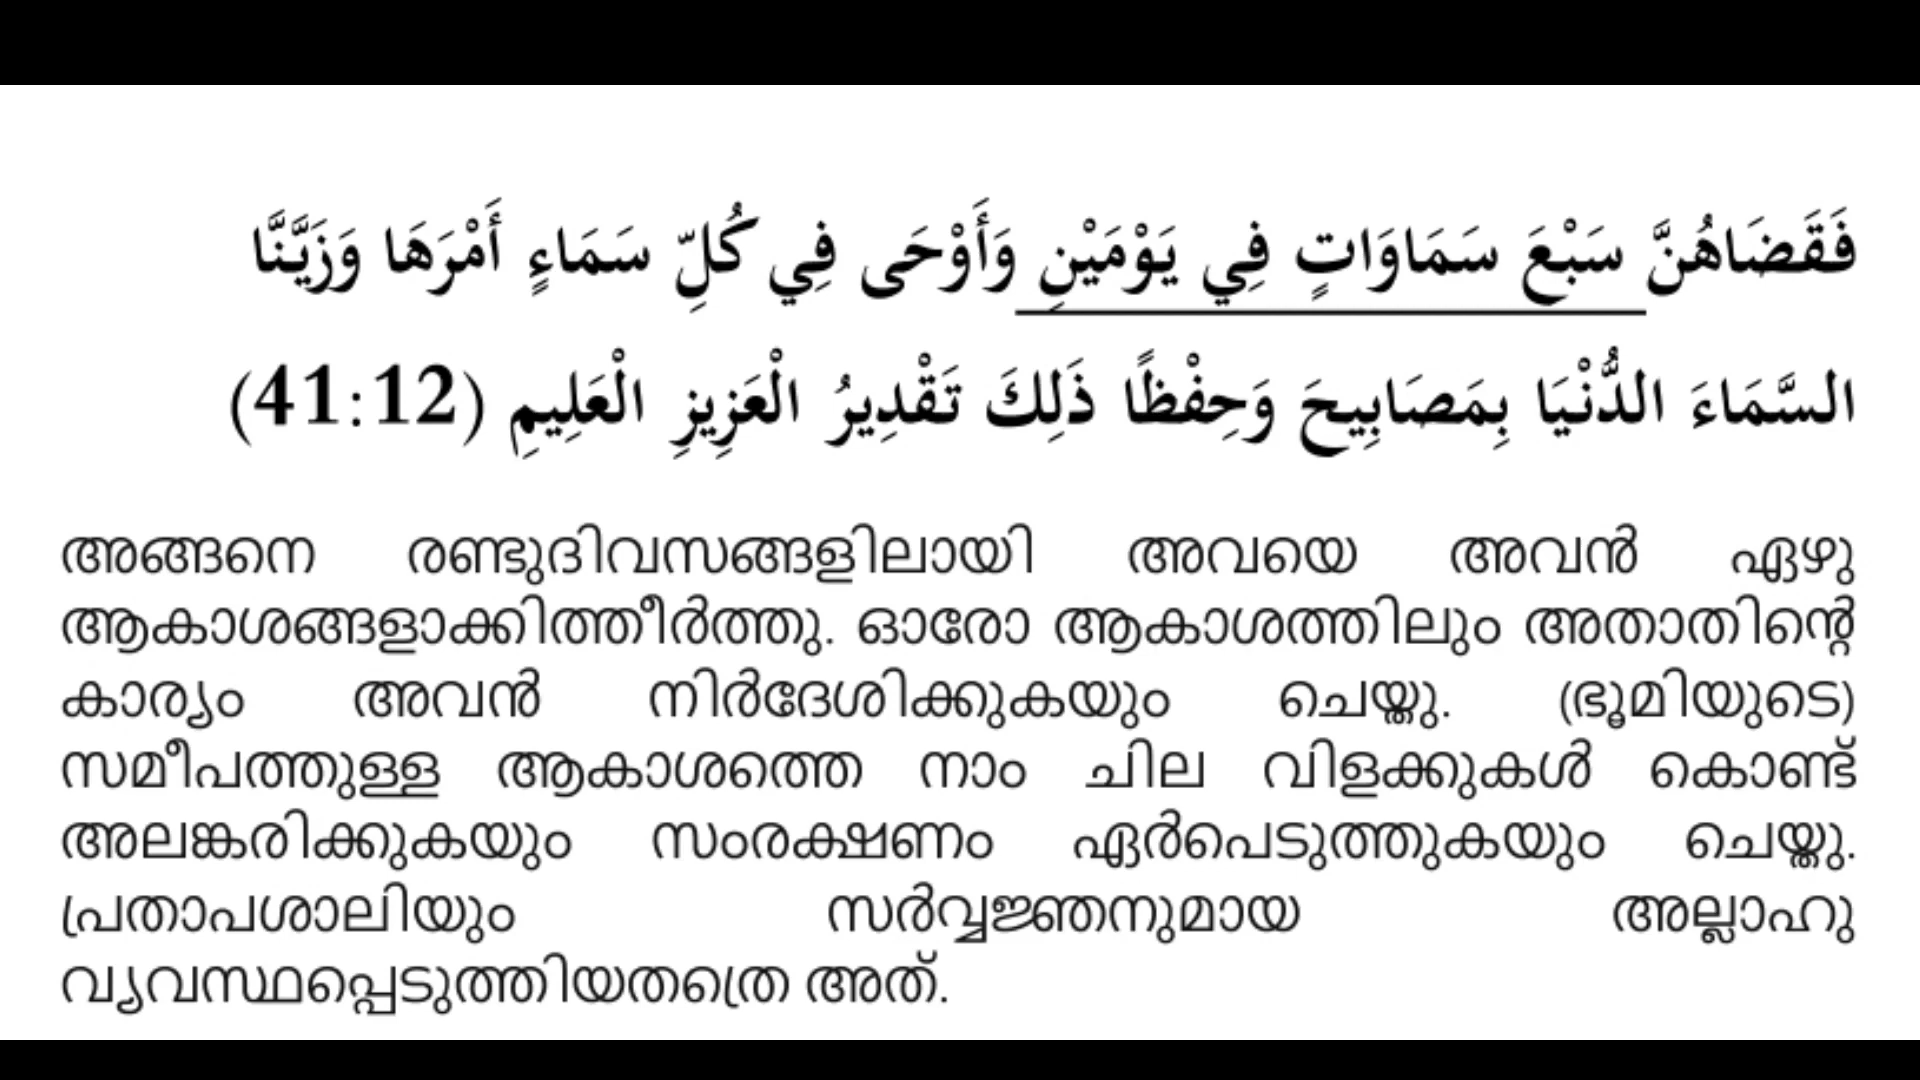 فَقَضَاهُنَّ سَبْعَ سَمَاوَاتٍ فِي يَوْمَيْنِ وَأَوْحَى فِي كُلِّ سَمَاءٍ أَمْرَهَا وَزَيَّنَّا
السَّمَاءَ الدُّنْيَا بِمَصَابِيحَ وَحِفْظًا ذَلِكَ تَقْدِيرُ الْعَزِيزِ الْعَلِيمِ (41:12)
അങ്ങനെ രണ്ടുദിവസങ്ങളിലായി അവയെ അവൻ ഏഴു
ആകാശങ്ങളാക്കിത്തീർത്തു. ഓരോ ആകാശത്തിലും അതാതിന്റെ
കാര്യം അവൻ നിർദേശിക്കുകയും ചെയ്തു. (ഭൂമിയുടെ)
സമീപത്തുള്ള ആകാശത്തെ നാം ചില വിളക്കുകൾ കൊണ്ട്
അലങ്കരിക്കുകയും സംരക്ഷണം ഏർപെടുത്തുകയും ചെയ്തു.
പ്രതാപശാലിയും സർവ്വജ്ഞനുമായ അല്ലാഹു
വ്യവസ്ഥപ്പെടുത്തിയതത്രെ അത്.